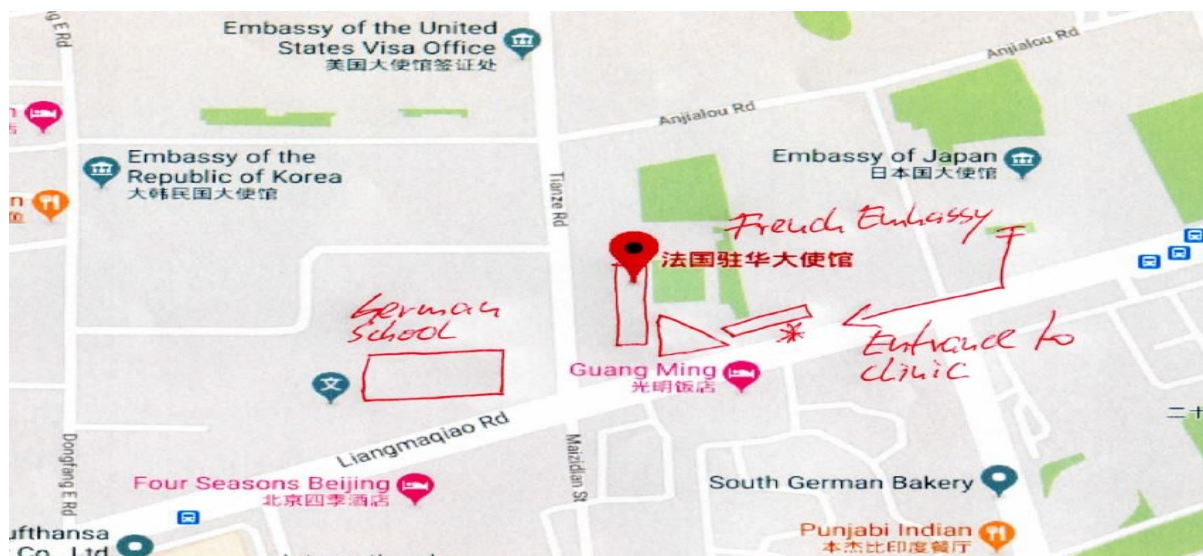 Embassy of the United
States Visa Office
美国大使馆签证处
Anjialou Rd
Anjialou Rd
Embassy of the
Republic of Korea
大韩民国大使馆
Embassy of Japan
日本国大使馆
Tianze Rd
French Embassy
法国驻华大使馆
German
School
文
Entrance to
clinic
Guang Ming
光明饭店
Liangmaqiao Rd
Dongfang E Rd
Maizidian St
Four Seasons Beijing
北京四季酒店
South German Bakery
Punjabi Indian
本杰比印度餐厅
ufthansa
Co., Ltd
E Rd
二十